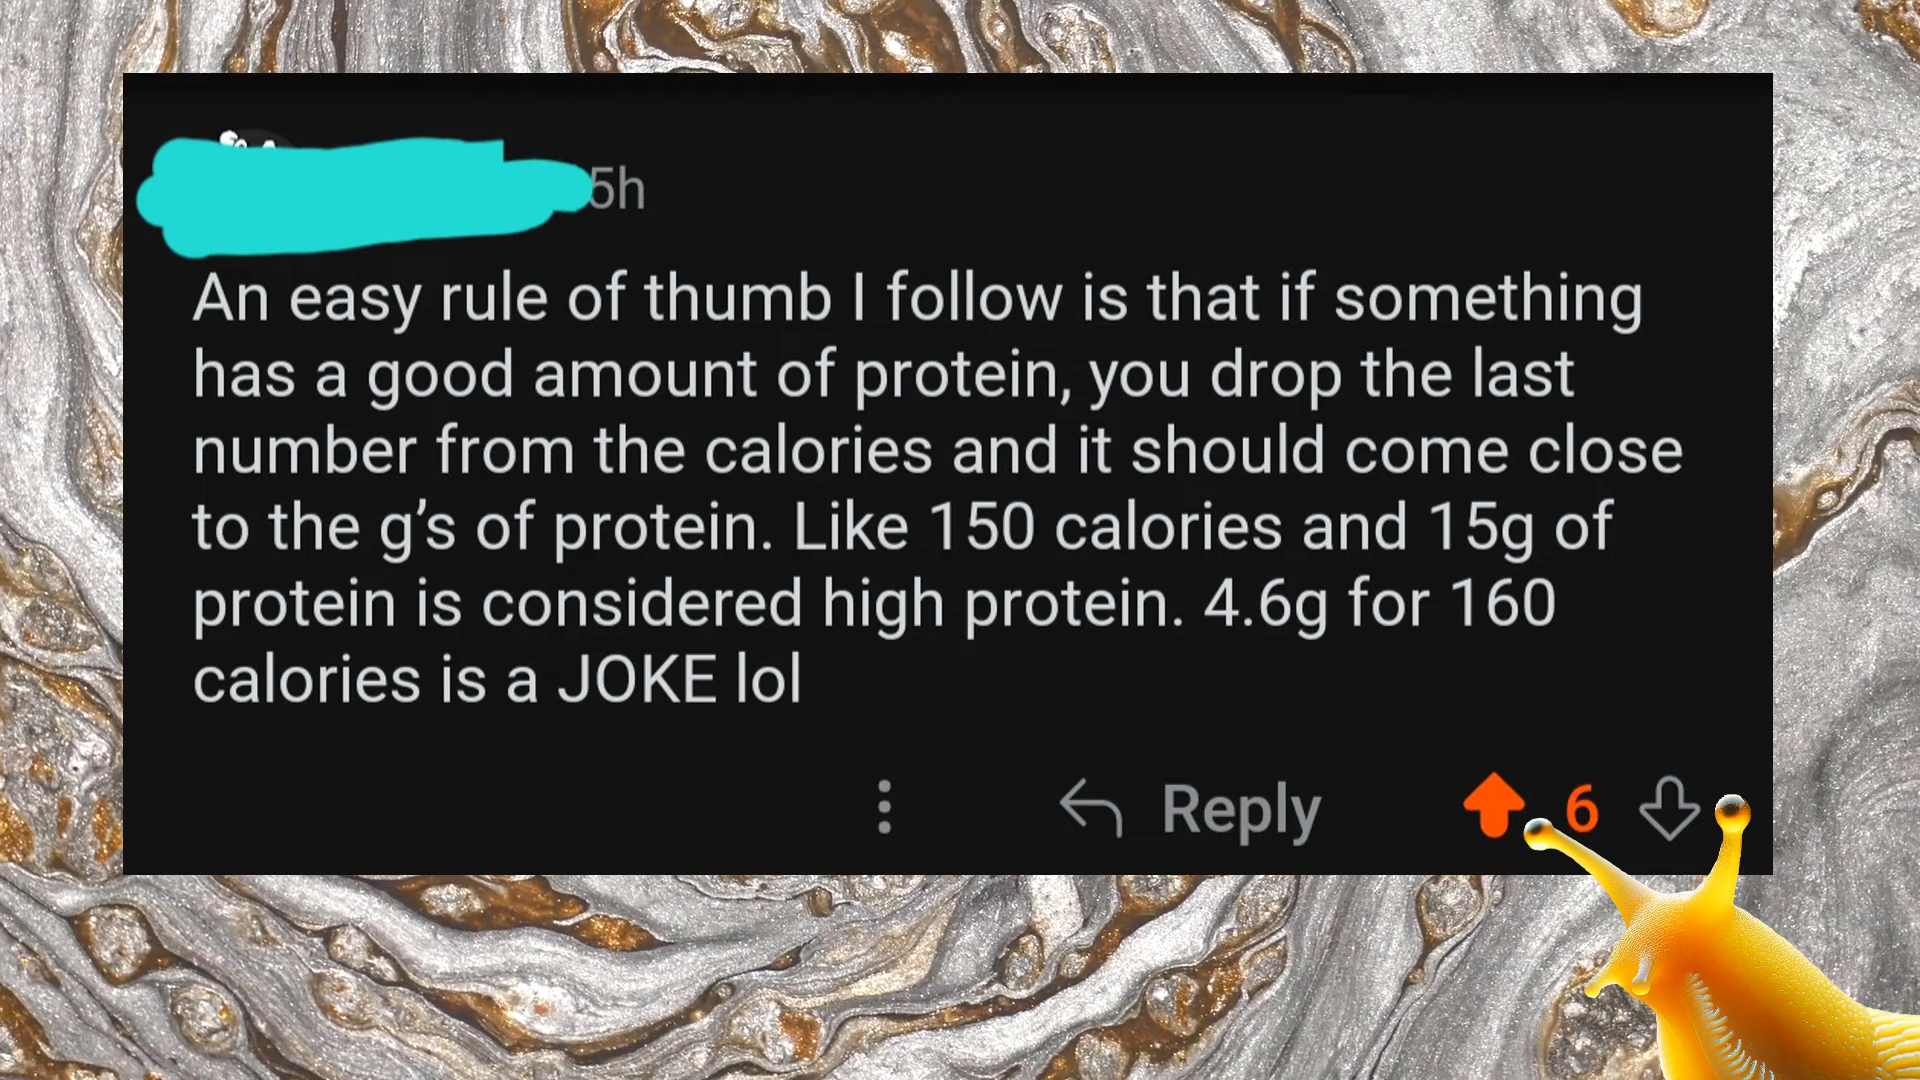 5h
An easy rule of thumb I follow is that if something
has a good amount of protein, you drop the last
number from the calories and it should come close
to the g’s of protein. Like 150 calories and 15g of
protein is considered high protein. 4.6g for 160
calories is a JOKE lol
Reply 6